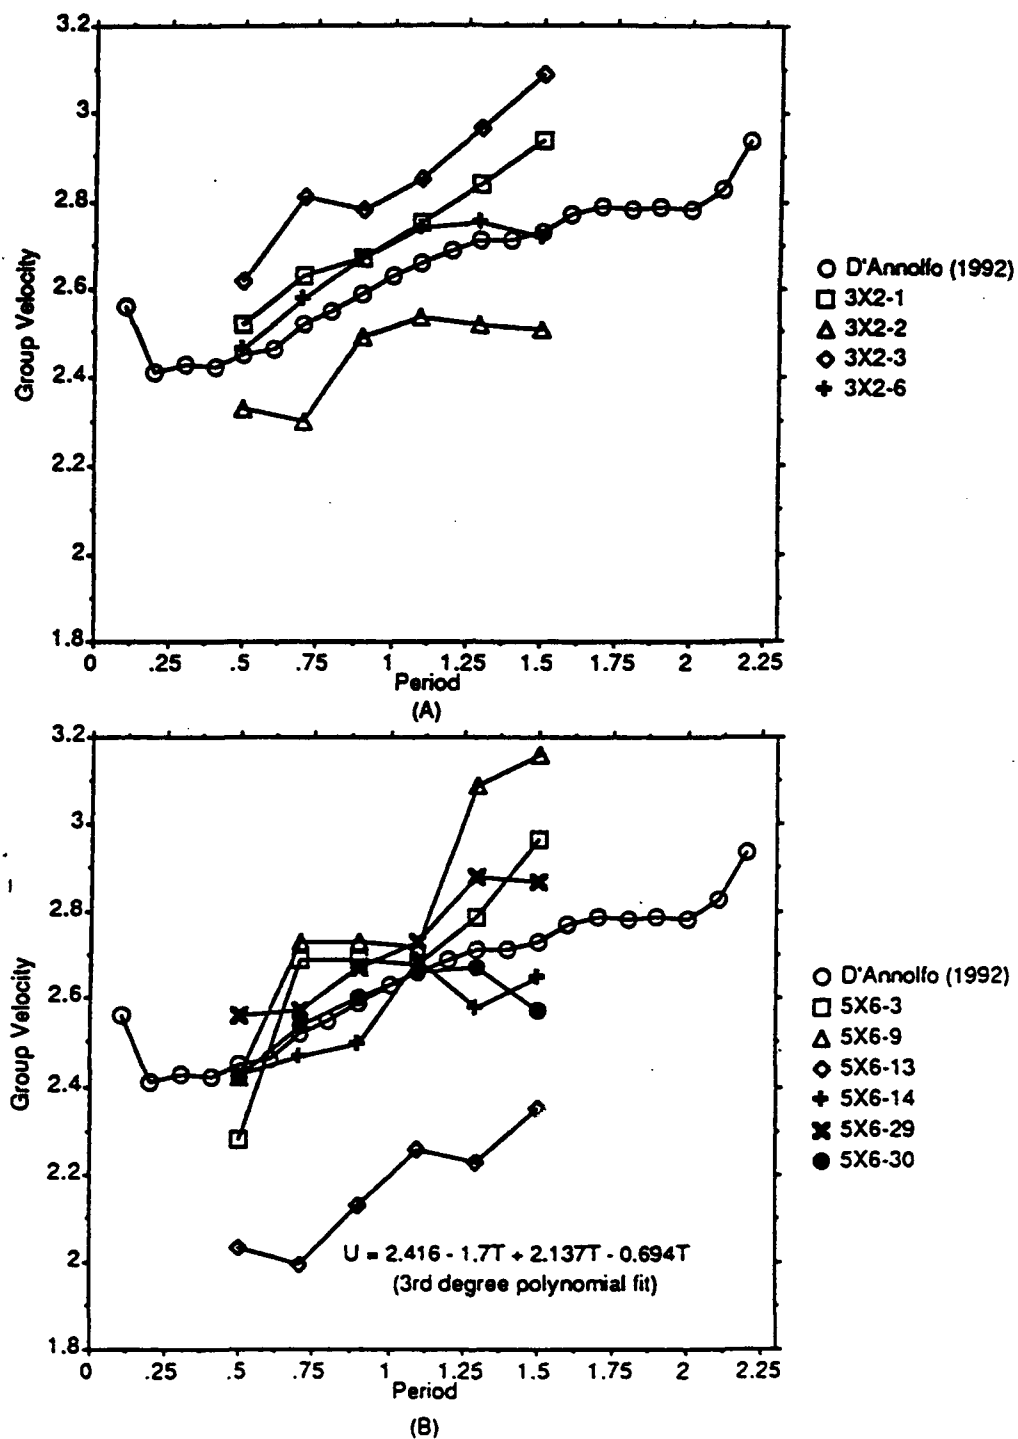 3.2
3
2.8
2.6
2.4
2.2
2
1.8
Group Velocity
0 .25 .5 .75 1 1.25 1.5 1.75 2 2.25
Period
(A)
D'Annolfo (1992)
3X2-1
3X2-2
3X2-3
3X2-6
3.2
3
2.8
2.6
2.4
2.2
2
1.8
Group Velocity
U = 2.416 - 1.7T + 2.137T - 0.694T
(3rd degree polynomial fit)
0 .25 .5 .75 1 1.25 1.5 1.75 2 2.25
Period
(B)
D'Annolfo (1992)
5X6-3
5X6-9
5X6-13
5X6-14
5X6-29
5X6-30